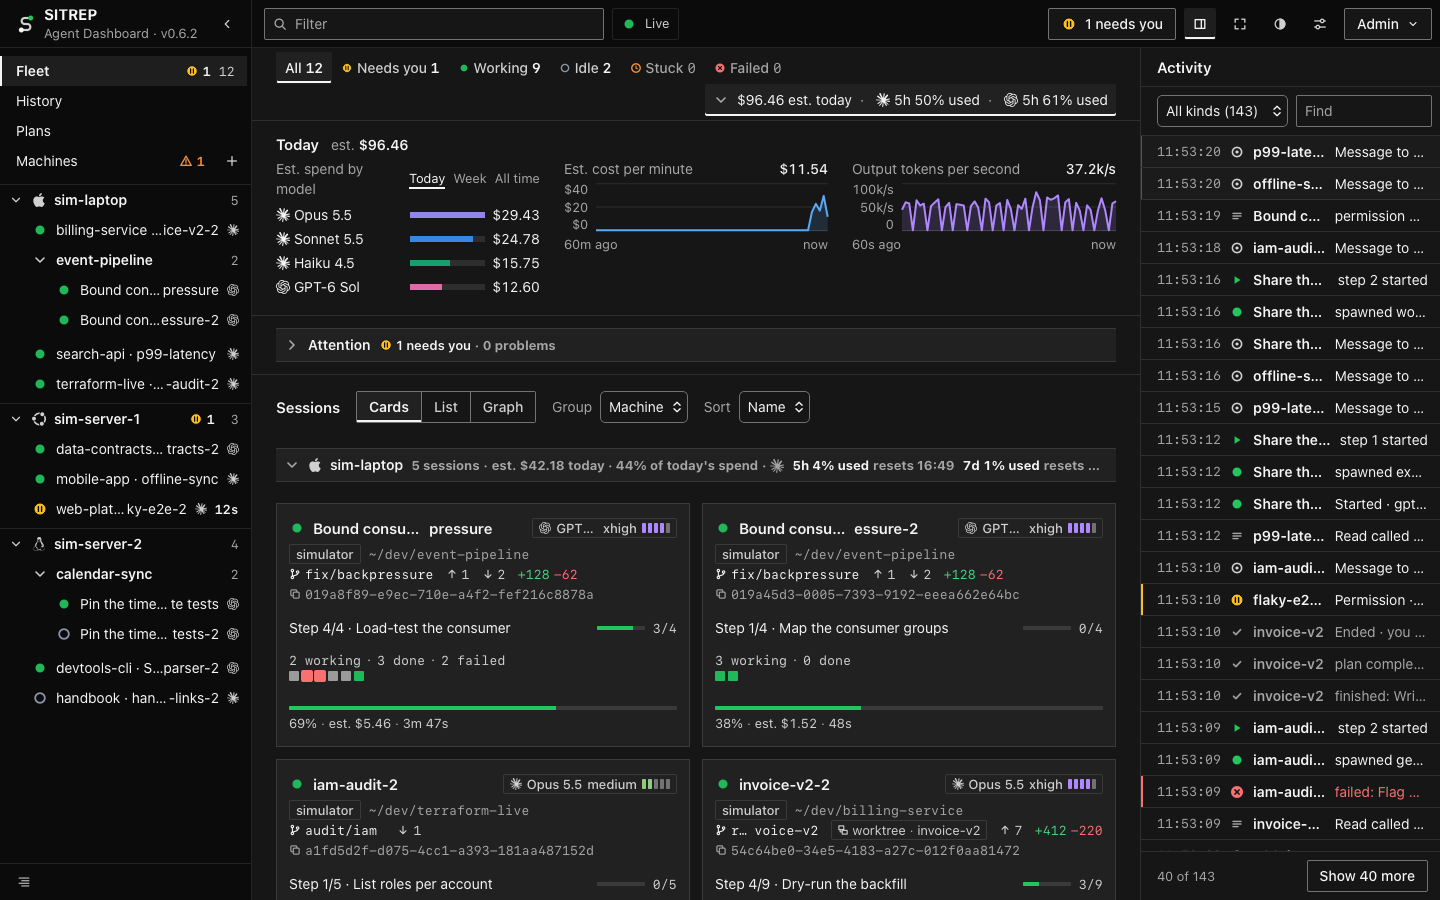 SITREP
Agent Dashboard · v0.6.2
Filter
Live
1 needs you
Admin
Fleet 1 12
History
Plans
Machines 1
sim-laptop 5
billing-service ...ice-v2-2
event-pipeline 2
Bound con... pressure
Bound con...essure-2
search-api · p99-latency
terraform-live ·...-audit-2
sim-server-1 1 3
data-contracts... tracts-2
mobile-app · offline-sync
web-plat...ky-e2e-2 12s
sim-server-2 4
calendar-sync 2
Pin the time... te tests
Pin the time... tests-2
devtools-cli · S...parser-2
handbook · han...-links-2
All 12 Needs you 1 Working 9 Idle 2 Stuck 0 Failed 0
$96.46 est. today · 5h 50% used · 5h 61% used
Today est. $96.46
Est. spend by model
Today Week All time
Opus 5.5 $29.43
Sonnet 5.5 $24.78
Haiku 4.5 $15.75
GPT-6 Sol $12.60
Est. cost per minute $11.54
$40
$20
$0
60m ago now
Output tokens per second 37.2k/s
100k/s
50k/s
0
60s ago now
Attention 1 needs you · 0 problems
Sessions Cards List Graph Group Machine Sort Name
sim-laptop 5 sessions · est. $42.18 today · 44% of today's spend · 5h 4% used resets 16:49 7d 1% used resets ...
Bound consu... pressure GPT... xhigh
simulator ~/dev/event-pipeline
fix/backpressure ↑ 1 ↓ 2 +128 −62
019a8f89-e9ec-710e-a4f2-fef216c8878a
Step 4/4 · Load-test the consumer 3/4
2 working · 3 done · 2 failed
69% · est. $5.46 · 3m 47s
Bound consu... essure-2 GPT... xhigh
simulator ~/dev/event-pipeline
fix/backpressure ↑ 1 ↓ 2 +128 −62
019a45d3-0005-7393-9192-eeea662e64bc
Step 1/4 · Map the consumer groups 0/4
3 working · 0 done
38% · est. $1.52 · 48s
iam-audit-2 Opus 5.5 medium
simulator ~/dev/terraform-live
audit/iam ↓ 1
a1fd5d2f-d075-4cc1-a393-181aa487152d
Step 1/5 · List roles per account 0/5
invoice-v2-2 Opus 5.5 xhigh
simulator ~/dev/billing-service
r… voice-v2 worktree · invoice-v2 ↑ 7 +412 −220
54c64be0-34e5-4183-a27c-012f0aa81472
Step 4/9 · Dry-run the backfill 3/9
Activity
All kinds (143) Find
11:53:20 p99-late... Message to ...
11:53:20 offline-s... Message to ...
11:53:19 Bound c... permission ...
11:53:18 iam-audi... Message to ...
11:53:16 Share th... step 2 started
11:53:16 Share th... spawned wo...
11:53:16 Share th... Message to ...
11:53:16 offline-s... Message to ...
11:53:15 p99-late... Message to ...
11:53:12 Share the... step 1 started
11:53:12 Share th... spawned ex...
11:53:12 Share th... Started · gpt...
11:53:12 p99-late... Read called ...
11:53:10 iam-audi... Message to ...
11:53:10 flaky-e2... Permission ·...
11:53:10 invoice-v2 Ended · you ...
11:53:10 invoice-v2 plan comple...
11:53:10 invoice-v2 finished: Wri...
11:53:09 iam-audi... step 2 started
11:53:09 iam-audi... spawned ge...
11:53:09 iam-audi... failed: Flag ...
11:53:09 invoice-... Read called ...
40 of 143 Show 40 more